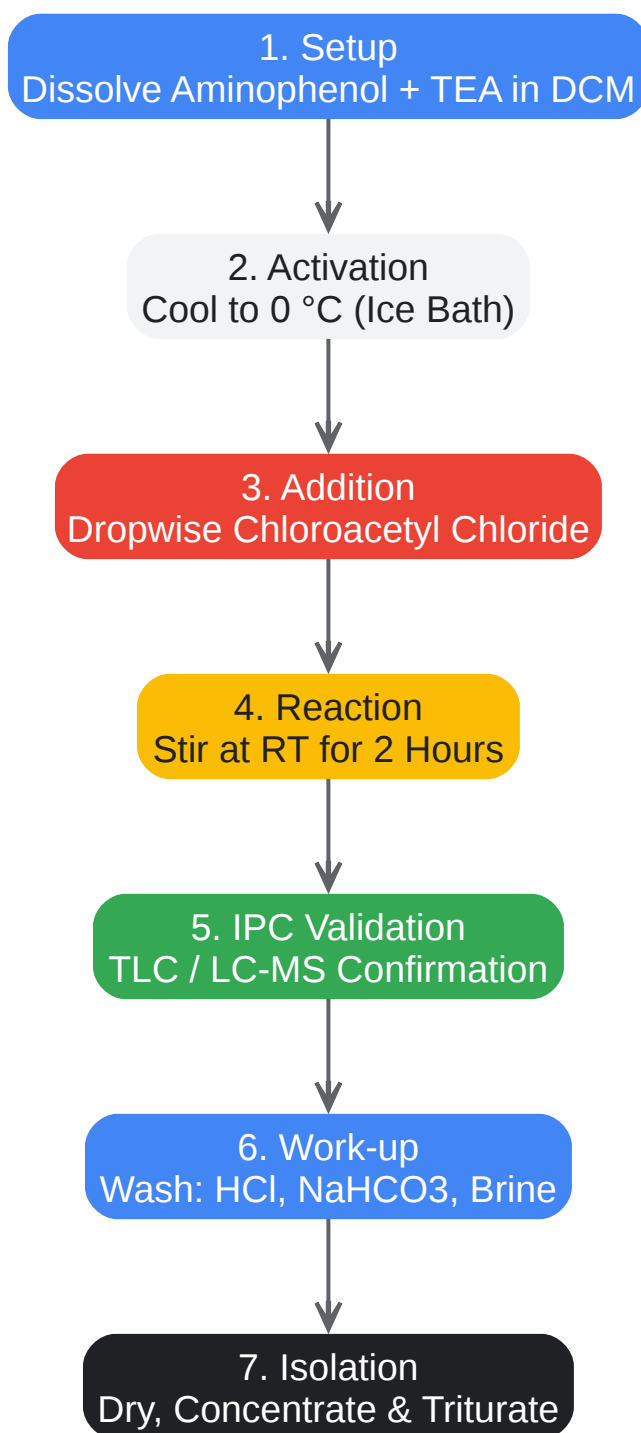 1. Setup
Dissolve Aminophenol + TEA in DCM
2. Activation
Cool to 0 °C (Ice Bath)
3. Addition
Dropwise Chloroacetyl Chloride
4. Reaction
Stir at RT for 2 Hours
5. IPC Validation
TLC / LC-MS Confirmation
6. Work-up
Wash: HCl, NaHCO3, Brine
7. Isolation
Dry, Concentrate & Triturate